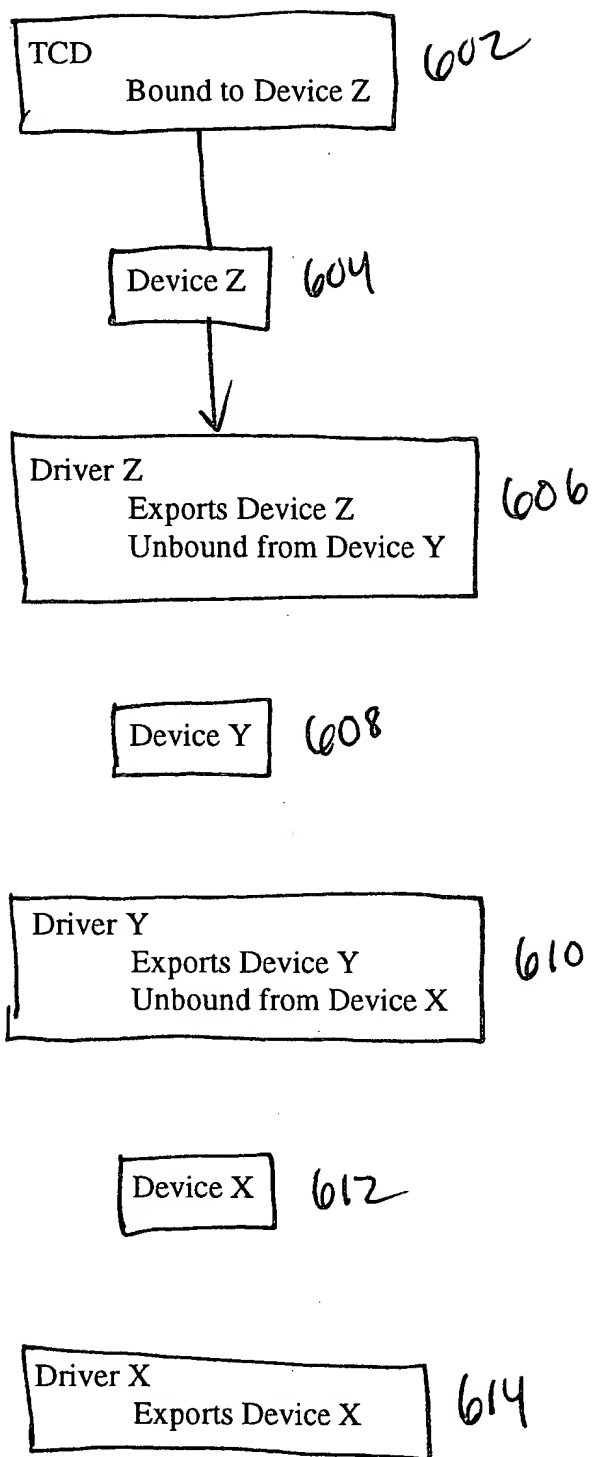 TCD
602
Bound to Device Z
Device Z 604
Driver Z
Exports Device Z
606
Unbound from Device Y
Device Y 608
Driver Y
Exports Device Y
610
Unbound from Device X
Device X 612
Driver X
Exports Device X
614